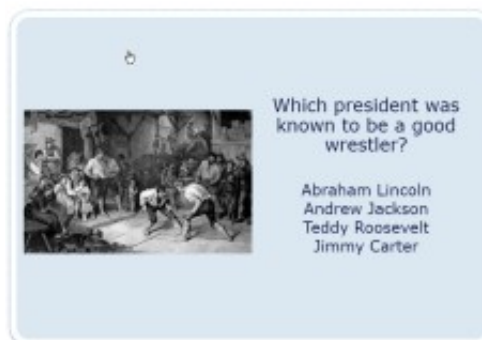 Which president was
known to be a good
wrestler?
Abraham Lincoln
Andrew Jackson
Teddy Roosevelt
Jimmy Carter